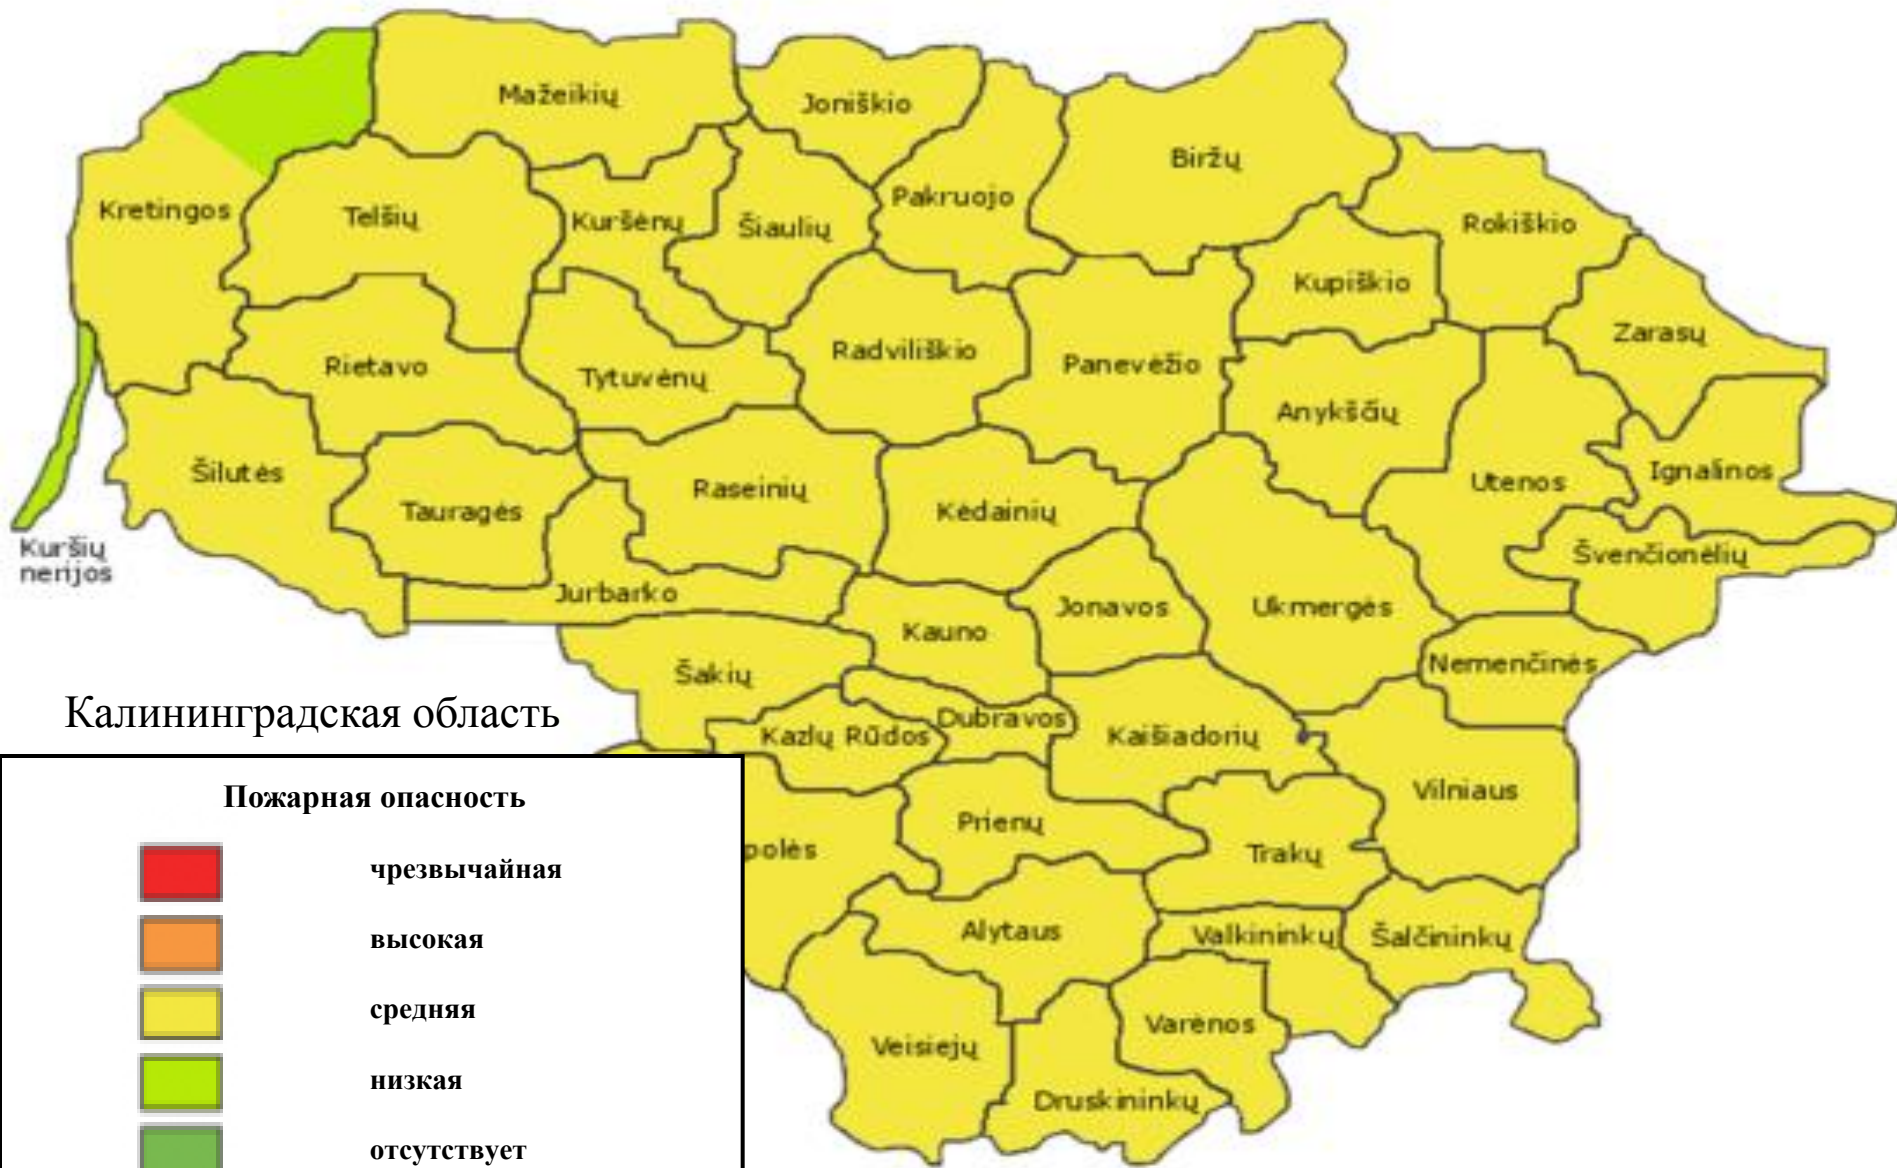 Mažeikių
Joniškio
Biržų
Kretingos
Telšių
Kuršėnų
Šiaulių
Pakruojo
Rokiškio
Kupiškio
Zarasų
Rietavo
Tytuvėnų
Radviliškio
Panevėžio
Anykščių
Šilutės
Tauragės
Raseinių
Kėdainių
Utenos
Ignalinos
Kuršių
nerijos
Švenčionėlių
Jurbarko
Kauno
Jonavos
Ukmergės
Nemenčinės
Šakių
Калининградская область
Kazlų Rūdos
Dubravos
Kaišiadorių
Vilniaus
Prienų
Trakų
polės
Alytaus
Valkininkų
Šalčininkų
Veisiejų
Varėnos
Druskininkų
Пожарная опасность
чрезвычайная
высокая
средняя
низкая
отсутствует